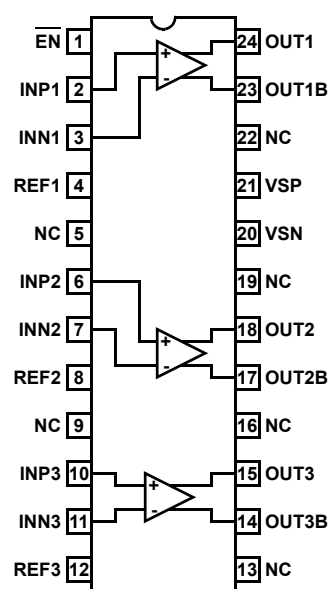 EN 1 24 OUT1
INP1 2 + - 23 OUT1B
INN1 3 22 NC
REF1 4 21 VSP
NC 5 20 VSN
INP2 6 19 NC
INN2 7 + 18 OUT2
REF2 8 - 17 OUT2B
NC 9 16 NC
INP3 10 + 15 OUT3
INN3 11 - 14 OUT3B
REF3 12 13 NC